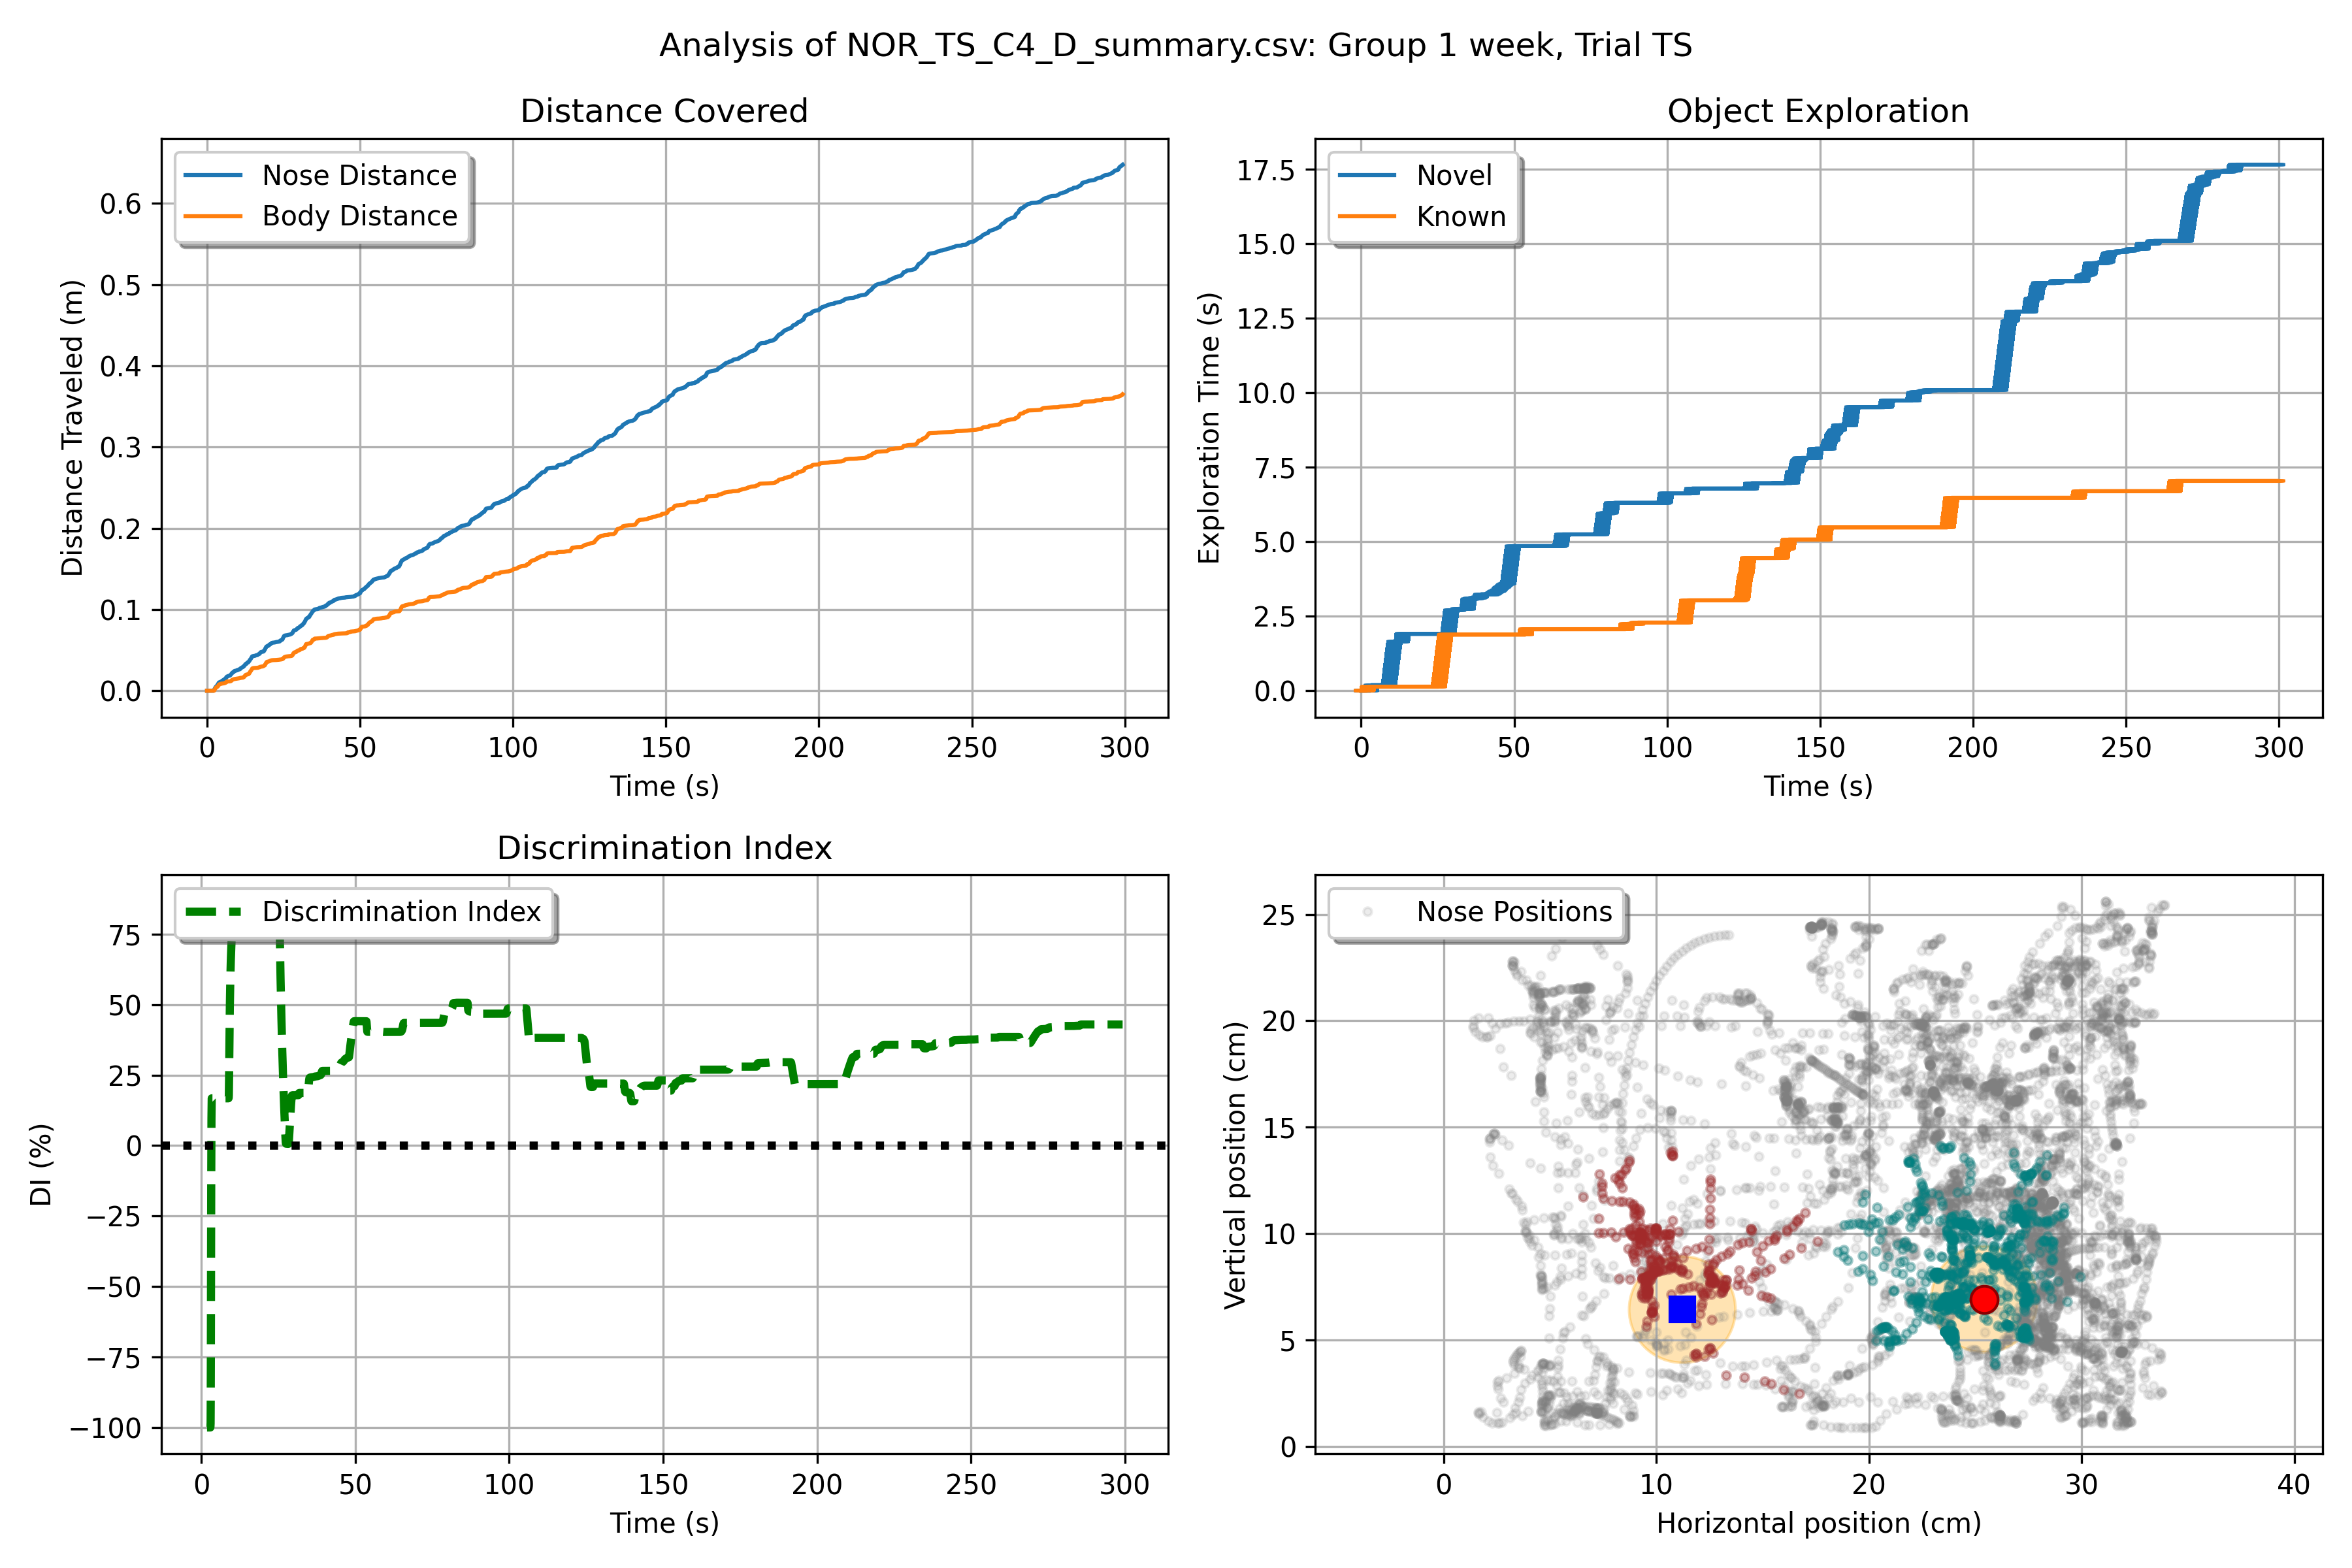 Analysis of NOR_TS_C4_D_summary.csv: Group 1 week, Trial TS
Distance Covered
Nose Distance
Body Distance
Distance Traveled (m)
0.6
0.5
0.4
0.3
0.2
0.1
0.0
0 50 100 150 200 250 300
Time (s)
Object Exploration
Novel
Known
Exploration Time (s)
17.5
15.0
12.5
10.0
7.5
5.0
2.5
0.0
0 50 100 150 200 250 300
Time (s)
Discrimination Index
Discrimination Index
DI (%)
75
50
25
0
−25
−50
−75
−100
0 50 100 150 200 250 300
Time (s)
Nose Positions
Vertical position (cm)
25
20
15
10
5
0
0 10 20 30 40
Horizontal position (cm)